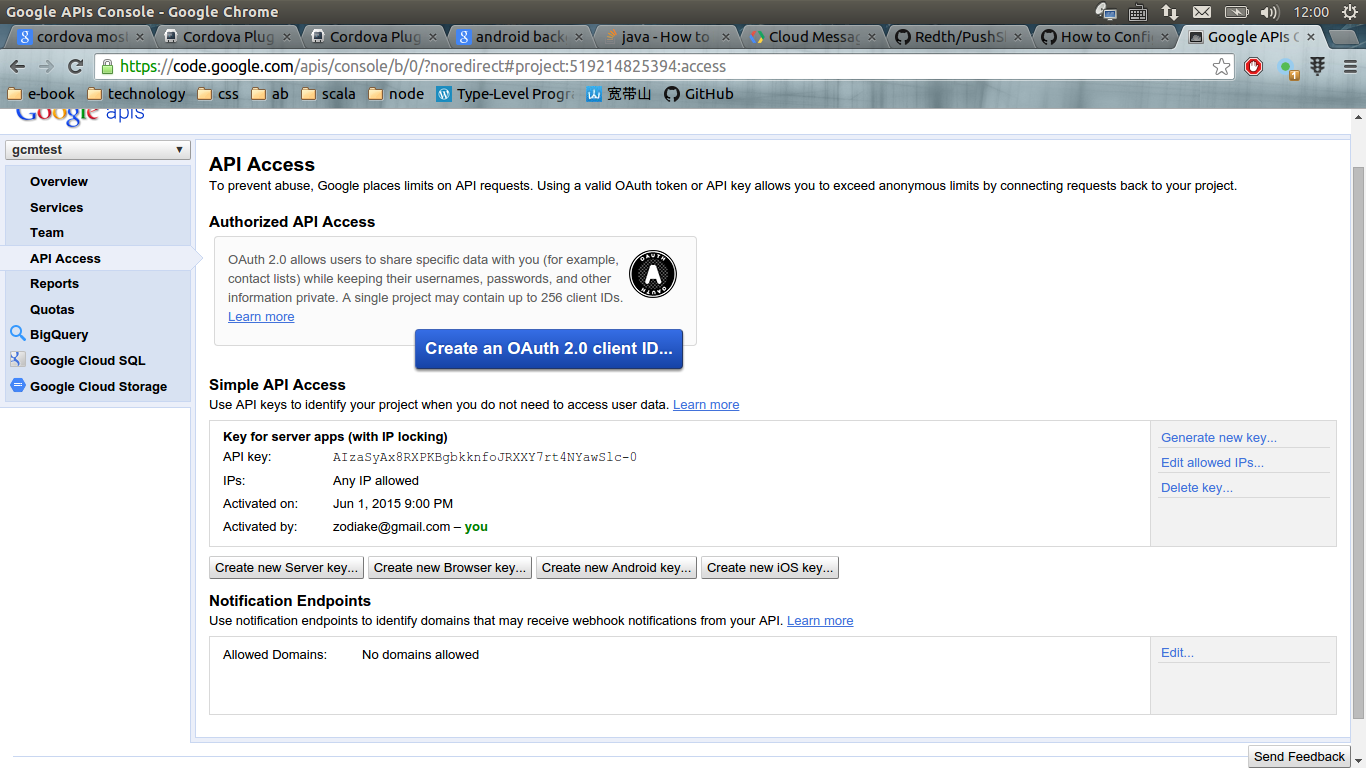 Google APIs Console - Google Chrome
12:00
cordova most
Cordova Plug
Cordova Plug
android back
java - How to
Cloud Messag
Redth/PushSh
How to Confi
Google APIs C
https://code.google.com/apis/console/b/0/?noredirect#project:519214825394:access
1
e-book
technology
css
ab
scala
node
Type-Level Progra
宽带山
GitHub
Google apis
gcmtest
Overview
Services
Team
API Access
Reports
Quotas
BigQuery
Google Cloud SQL
Google Cloud Storage
API Access
To prevent abuse, Google places limits on API requests. Using a valid OAuth token or API key allows you to exceed anonymous limits by connecting requests back to your project.
Authorized API Access
OAuth 2.0 allows users to share specific data with you (for example,
contact lists) while keeping their usernames, passwords, and other
information private. A single project may contain up to 256 client IDs.
Learn more
OAUTH
A
OAUTH
Create an OAuth 2.0 client ID...
Simple API Access
Use API keys to identify your project when you do not need to access user data. Learn more
Key for server apps (with IP locking)
API key: AIzaSyAx8RXPKBgbkknfoJRXXY7rt4NYawSlc-0
IPs: Any IP allowed
Activated on: Jun 1, 2015 9:00 PM
Activated by: zodiake@gmail.com – you
Generate new key...
Edit allowed IPs...
Delete key...
Create new Server key...
Create new Browser key...
Create new Android key...
Create new iOS key...
Notification Endpoints
Use notification endpoints to identify domains that may receive webhook notifications from your API. Learn more
Allowed Domains: No domains allowed
Edit...
Send Feedback